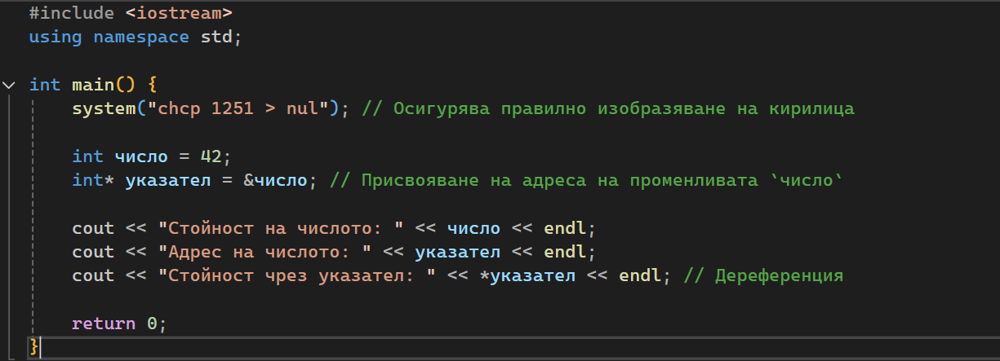 #include <iostream>
using namespace std;
int main() {
system("chcp 1251 > nul"); // Осигурява правилно изобразяване на кирилица
int число = 42;
int* указател = &число; // Присвояване на адреса на променливата `число`
cout << "Стойност на числото: " << число << endl;
cout << "Адрес на числото: " << указател << endl;
cout << "Стойност чрез указател: " << *указател << endl; // Дереференция
return 0;
}